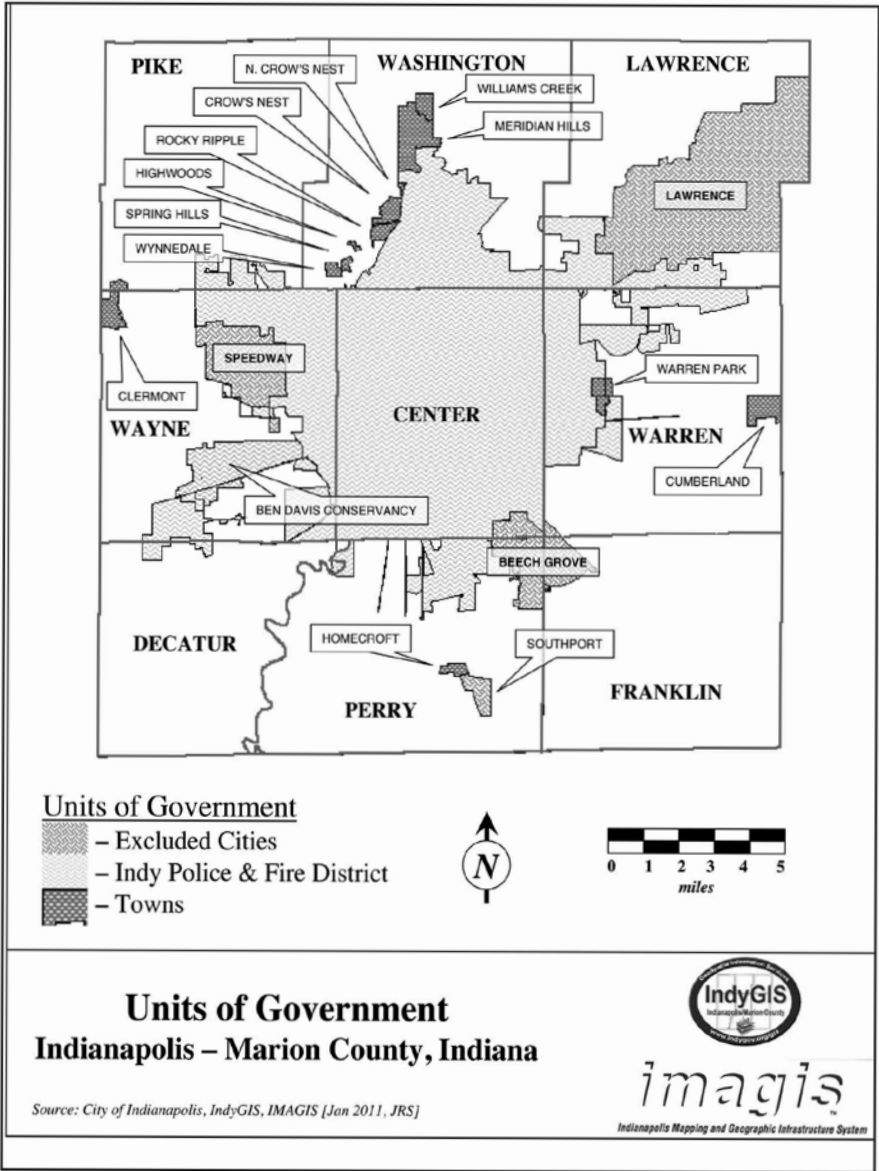 PIKE
WASHINGTON
LAWRENCE
N. CROW'S NEST
WILLIAM'S CREEK
CROW'S NEST
MERIDIAN HILLS
ROCKY RIPPLE
HIGHWOODS
LAWRENCE
SPRING HILLS
WYNNEDALE
SPEEDWAY
WARREN PARK
CLERMONT
CENTER
WAYNE
WARREN
CUMBERLAND
BEN DAVIS CONSERVANCY
BEECH GROVE
DECATUR
HOMECROFT
SOUTHPORT
PERRY
FRANKLIN
Units of Government
– Excluded Cities
– Indy Police & Fire District
– Towns
N
0 1 2 3 4 5
miles
Units of Government
Indianapolis – Marion County, Indiana
Source: City of Indianapolis, IndyGIS, IMAGIS [Jan 2011, JRS]
IndyGIS
Indianapolis/Marion County
imagis
Indianapolis Mapping and Geographic Infrastructure System